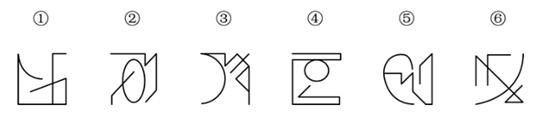 ① ② ③ ④ ⑤ ⑥